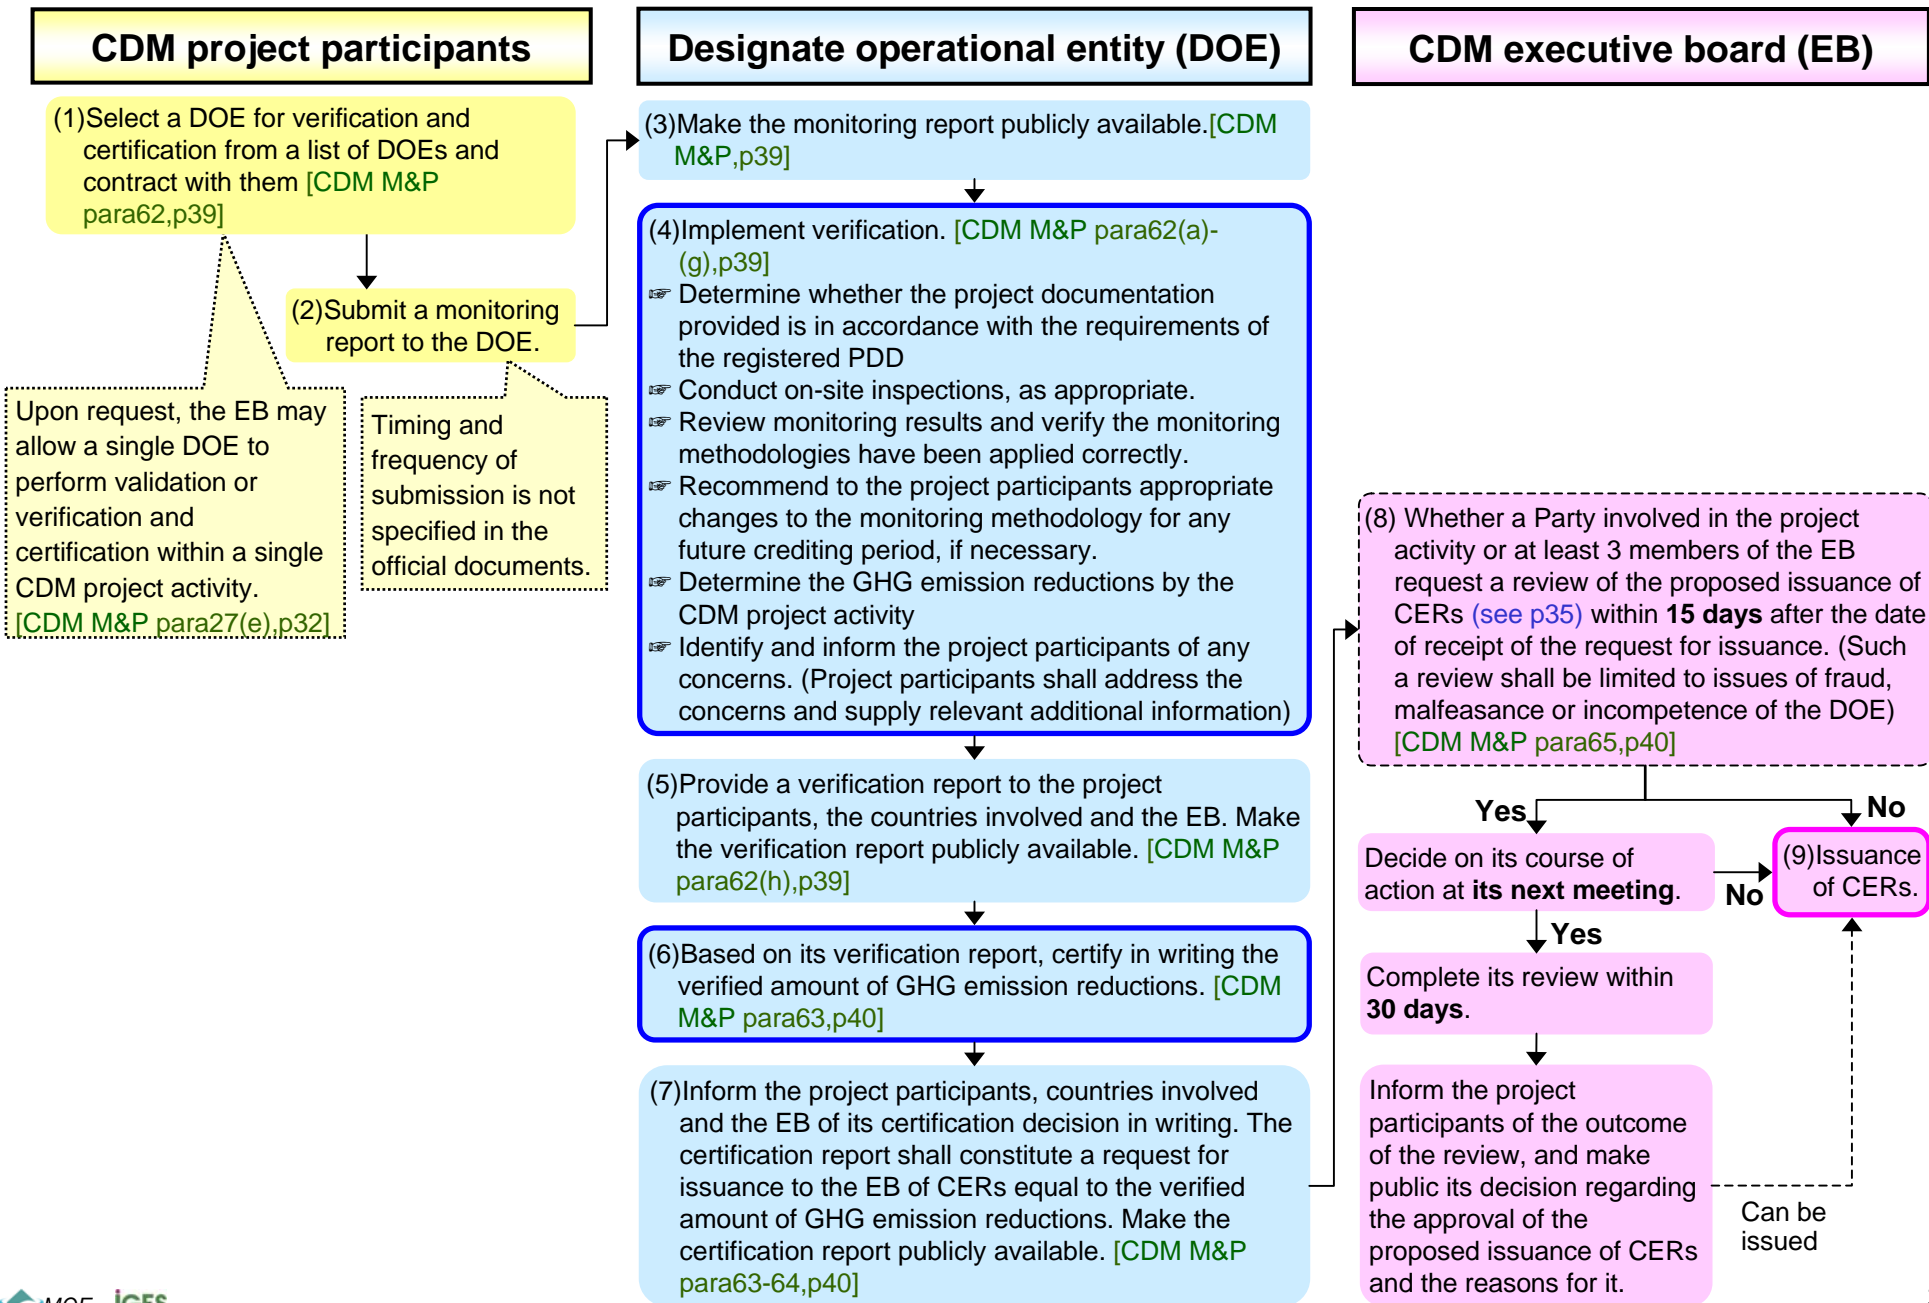 CDM project participants
(1)Select a DOE for verification and
certification from a list of DOEs and
contract with them [CDM M&P
para62,p39]
(2)Submit a monitoring
report to the DOE.
Upon request, the EB may
allow a single DOE to
perform validation or
verification and
certification within a single
CDM project activity.
[CDM M&P para27(e),p32]
Timing and
frequency of
submission is not
specified in the
official documents.
Designate operational entity (DOE)
(3)Make the monitoring report publicly available.[CDM
M&P,p39]
(4)Implement verification. [CDM M&P para62(a)-
(g),p39]
☞ Determine whether the project documentation
provided is in accordance with the requirements of
the registered PDD
☞ Conduct on-site inspections, as appropriate.
☞ Review monitoring results and verify the monitoring
methodologies have been applied correctly.
☞ Recommend to the project participants appropriate
changes to the monitoring methodology for any
future crediting period, if necessary.
☞ Determine the GHG emission reductions by the
CDM project activity
☞ Identify and inform the project participants of any
concerns. (Project participants shall address the
concerns and supply relevant additional information)
(5)Provide a verification report to the project
participants, the countries involved and the EB. Make
the verification report publicly available. [CDM M&P
para62(h),p39]
(6)Based on its verification report, certify in writing the
verified amount of GHG emission reductions. [CDM
M&P para63,p40]
(7)Inform the project participants, countries involved
and the EB of its certification decision in writing. The
certification report shall constitute a request for
issuance to the EB of CERs equal to the verified
amount of GHG emission reductions. Make the
certification report publicly available. [CDM M&P
para63-64,p40]
CDM executive board (EB)
(8) Whether a Party involved in the project
activity or at least 3 members of the EB
request a review of the proposed issuance of
CERs (see p35) within 15 days after the date
of receipt of the request for issuance. (Such
a review shall be limited to issues of fraud,
malfeasance or incompetence of the DOE)
[CDM M&P para65,p40]
Yes
No
Decide on its course of
action at its next meeting.
No
(9)Issuance
of CERs.
Yes
Complete its review within
30 days.
Inform the project
participants of the outcome
of the review, and make
public its decision regarding
the approval of the
proposed issuance of CERs
and the reasons for it.
Can be
issued
MOE IGES